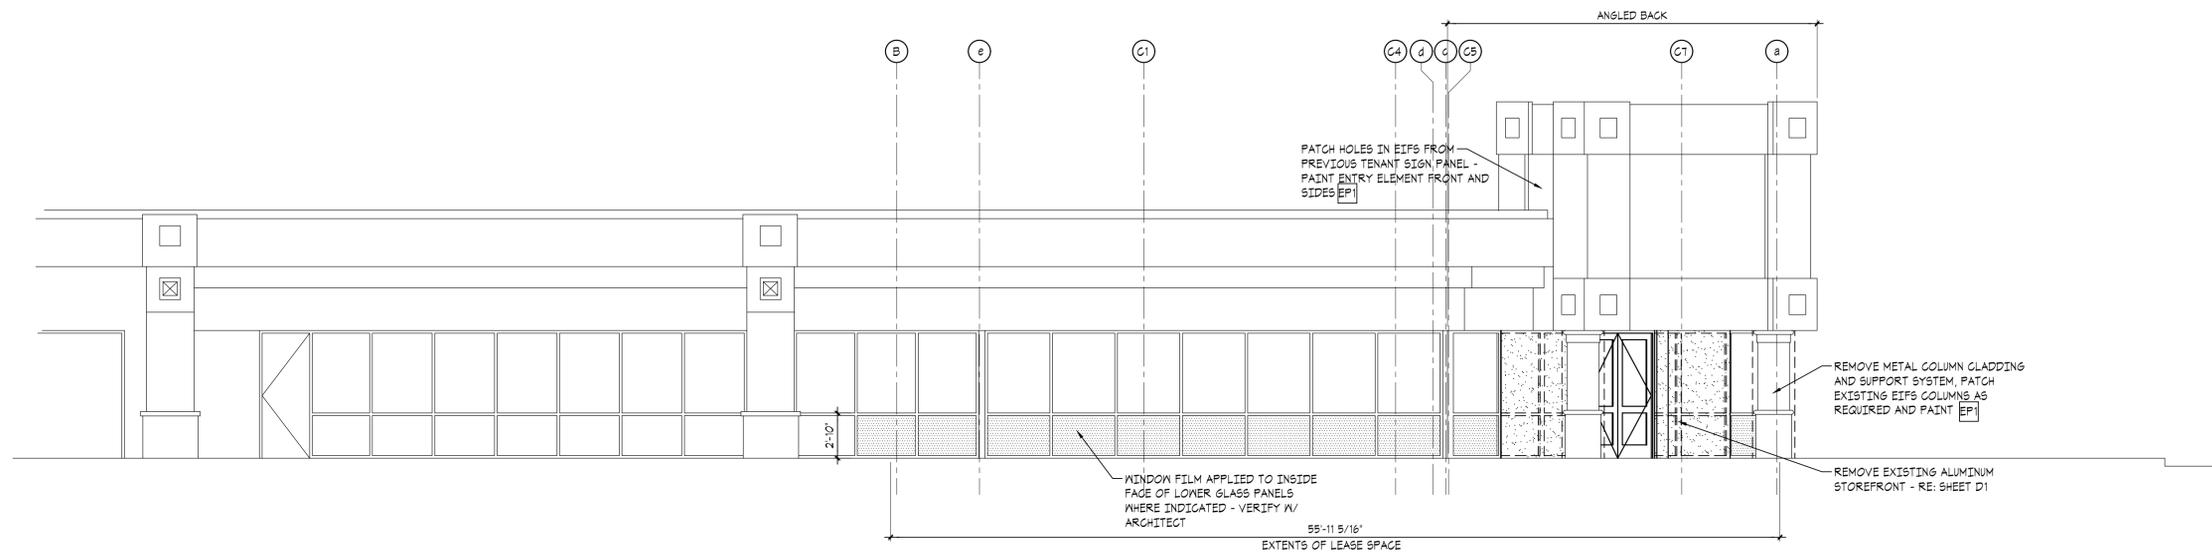 ANGLED BACK
B
e
C1
C4
d
c
C5
C7
a
PATCH HOLES IN EIFS FROM
PREVIOUS TENANT SIGN PANEL -
PAINT ENTRY ELEMENT FRONT AND
SIDES EP1
REMOVE METAL COLUMN CLADDING
AND SUPPORT SYSTEM, PATCH
EXISTING EIFS COLUMNS AS
REQUIRED AND PAINT EP1
2'-10"
WINDOW FILM APPLIED TO INSIDE
FACE OF LOWER GLASS PANELS
WHERE INDICATED - VERIFY W/
ARCHITECT
REMOVE EXISTING ALUMINUM
STOREFRONT - RE: SHEET D1
55'-11 5/16"
EXTENTS OF LEASE SPACE